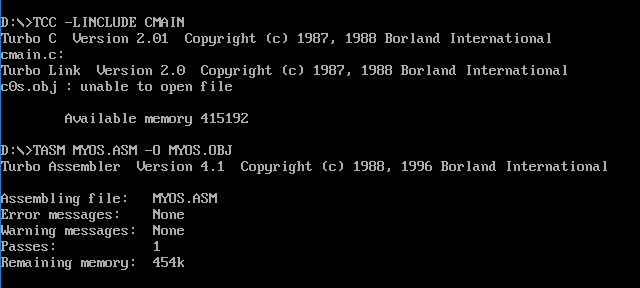 D:\>TCC -LINCLUDE CMAIN
Turbo C  Version 2.01  Copyright (c) 1987, 1988 Borland International
cmain.c:
Turbo Link  Version 2.0  Copyright (c) 1987, 1988 Borland International
c0s.obj : unable to open file
Available memory 415192
D:\>TASM MYOS.ASM -O MYOS.OBJ
Turbo Assembler  Version 4.1  Copyright (c) 1988, 1996 Borland International
Assembling file:   MYOS.ASM
Error messages:    None
Warning messages:  None
Passes:            1
Remaining memory:  454k